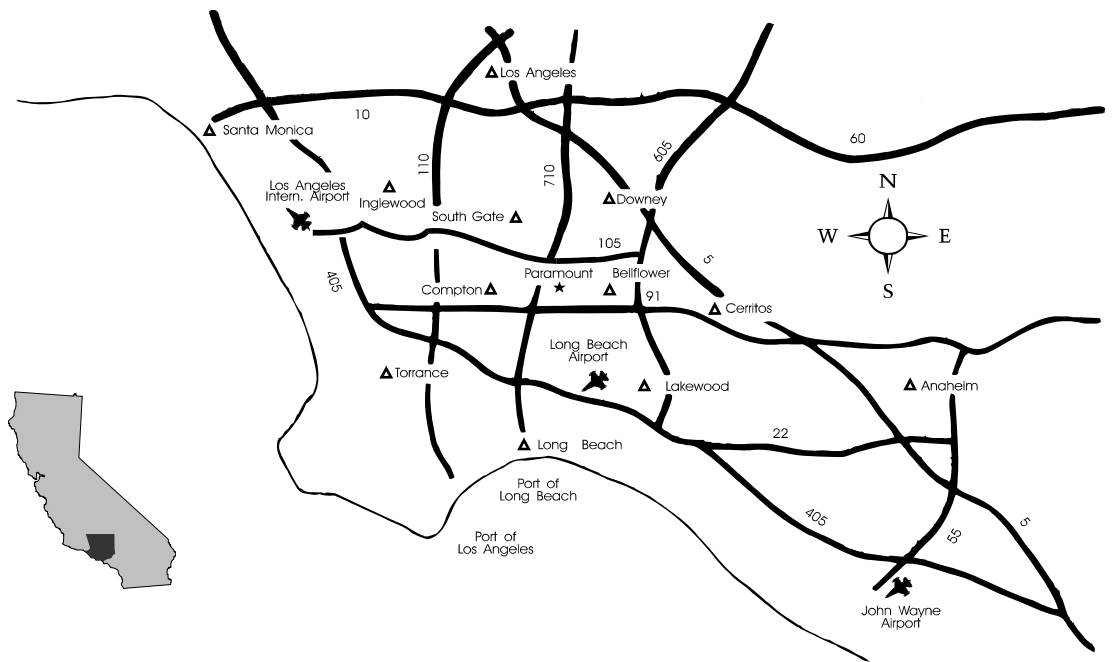 Los Angeles
10
Santa Monica
60
605
110
710
N
Los Angeles
Intern. Airport
Inglewood
Downey
South Gate
W
E
105
5
405
Paramount
Bellflower
S
Compton
91
Cerritos
Long Beach
Airport
Torrance
Lakewood
Anaheim
22
Long Beach
Port of
Long Beach
405
5
55
Port of
Los Angeles
John Wayne
Airport